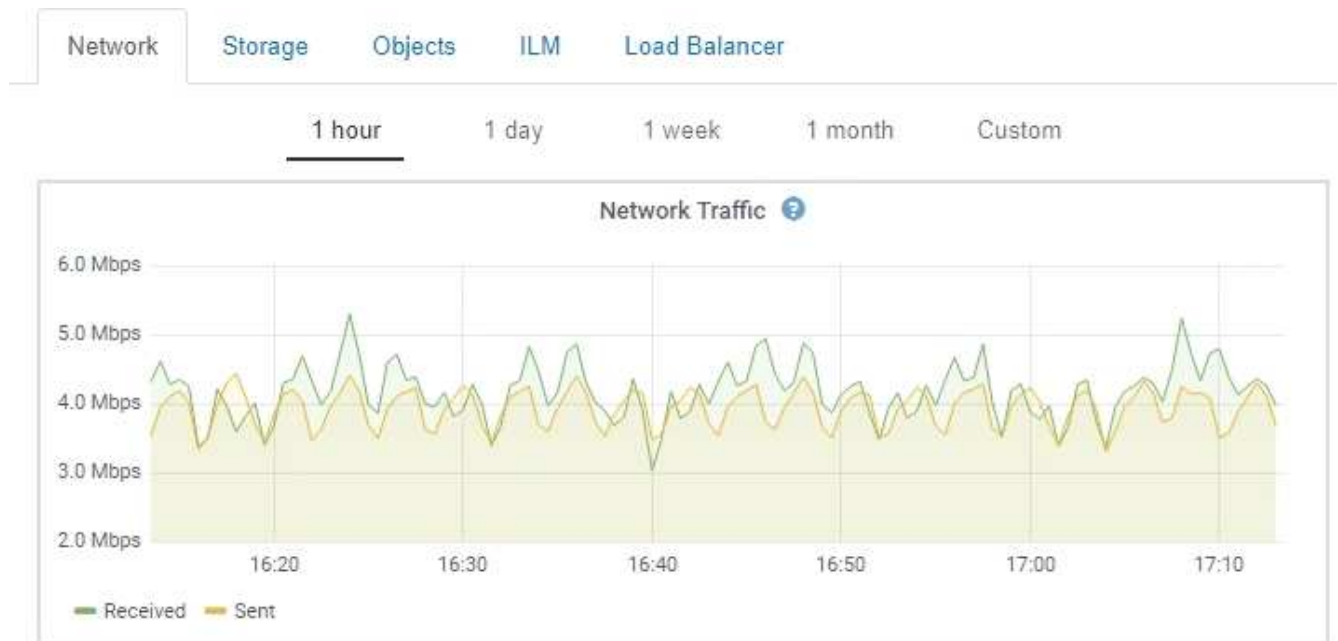 Network Storage Objects ILM Load Balancer
1 hour 1 day 1 week 1 month Custom
Network Traffic ?
6.0 Mbps
5.0 Mbps
4.0 Mbps
3.0 Mbps
2.0 Mbps
16:20 16:30 16:40 16:50 17:00 17:10
Received Sent